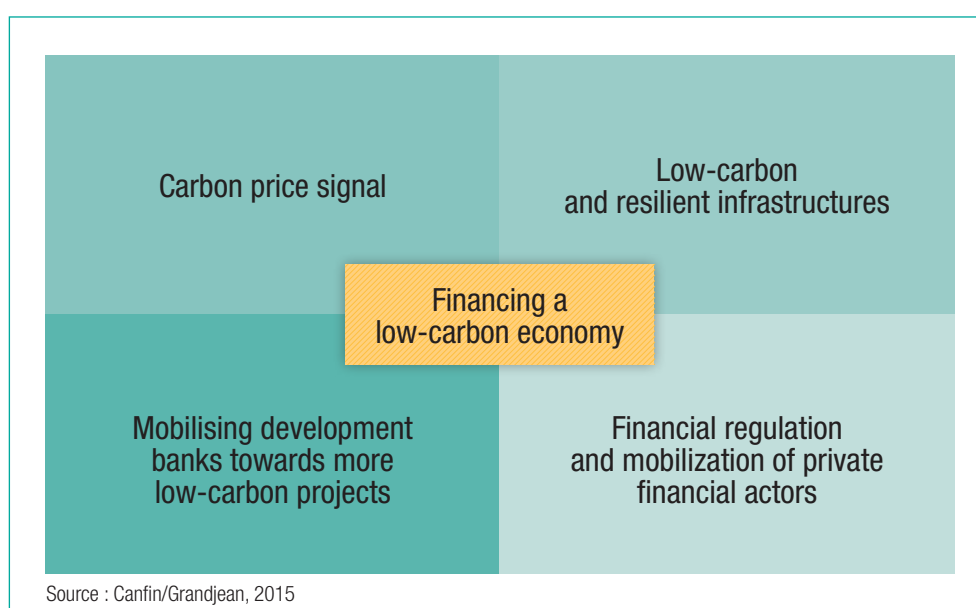 Carbon price signal
Low-carbon
and resilient infrastructures
Financing a
low-carbon economy
Mobilising development
banks towards more
low-carbon projects
Financial regulation
and mobilization of private
financial actors
Source : Canfin/Grandjean, 2015